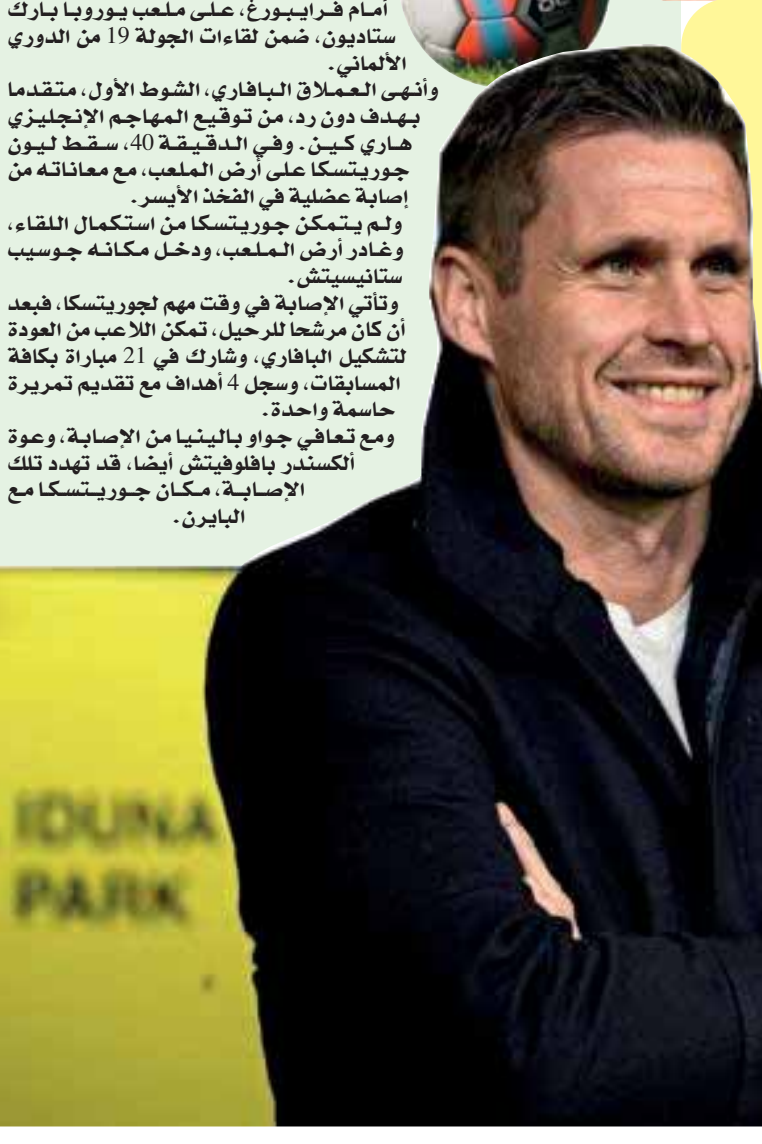 أمام فرايبورغ، على ملعب يوروبا بارك
ستاديون، ضمن لقاءات الجولة 19 من الدوري
الألماني.
وأنهى العملاق البافاري، الشوط الأول، متقدما
بهدف دون رد، من توقيع المهاجم الإنجليزي
هاري كين. وفي الدقيقة 40، سقط ليون
جوريتسكا على أرض الملعب، مع معاناته من
إصابة عضلية في الفخذ الأيسر.
ولم يتمكن جوريتسكا من استكمال اللقاء،
وغادر أرض الملعب، ودخل مكانه جوسيب
ستانيسيتش.
وتأتي الإصابة في وقت مهم لجوريتسكا، فبعد
أن كان مرشحا للرحيل، تمكن اللاعب من العودة
لتشكيل البافاري، وشارك في 21 مباراة بكافة
المسابقات، وسجل 4 أهداف مع تقديم تمريرة
حاسمة واحدة.
ومع تعافي جواو بالينيا من الإصابة، وعوة
ألكسندر بافلوفيتش أيضا، قد تهدد تلك
الإصابة، مكان جوريتسكا مع
البايرن.
IDUNA
PARK